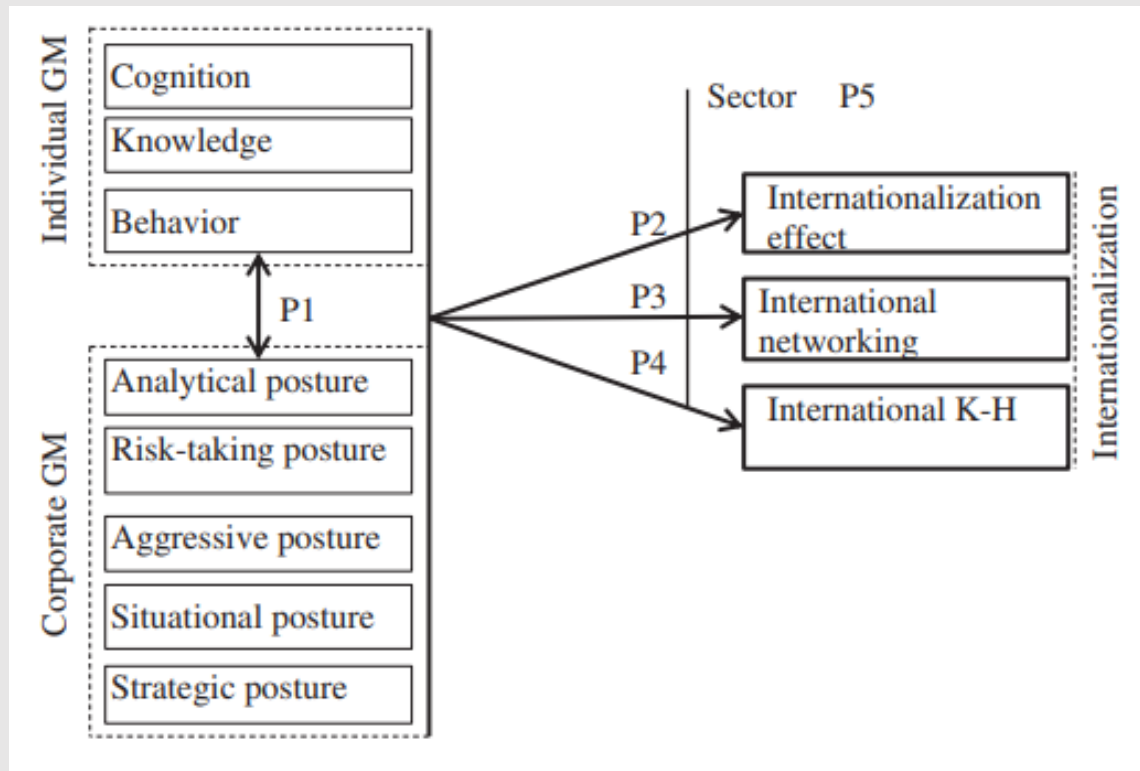 Individual GM
Cognition
Knowledge
Behavior
P1
Corporate GM
Analytical posture
Risk-taking posture
Aggressive posture
Situational posture
Strategic posture
Sector P5
P2
P3
P4
Internationalization
effect
International
networking
International K-H
Internationalization